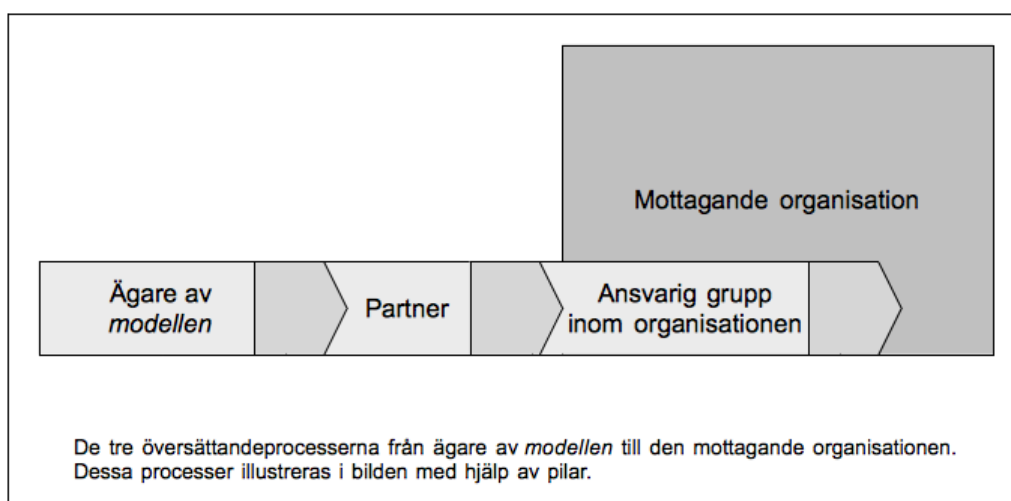 Mottagande organisation
Ägare av
modellen
Partner
Ansvarig grupp
inom organisationen
De tre översättandeprocesserna från ägare av modellen till den mottagande organisationen.
Dessa processer illustreras i bilden med hjälp av pilar.